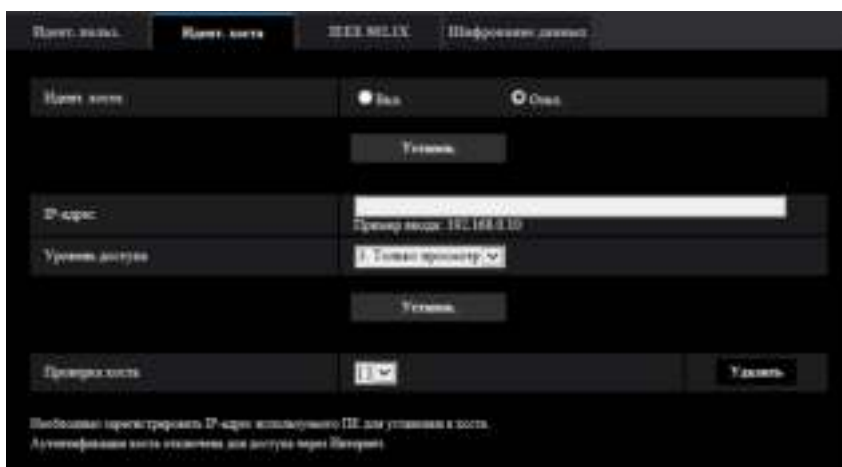 Идент. польз.
Идент. хоста
IEEE 802.1X
Шифрование данных
Идент. хоста
Вкл.
Откл.
Установ.
IP-адрес
Пример ввода: 192.168.0.10
Уровень доступа
3. Только просмотр
Установ.
Проверка хоста
[ ]
Удалить
Необходимо зарегистрировать IP-адрес используемого ПК для установки в хоста.
Аутентификация хоста отключена для доступа через Интернет.